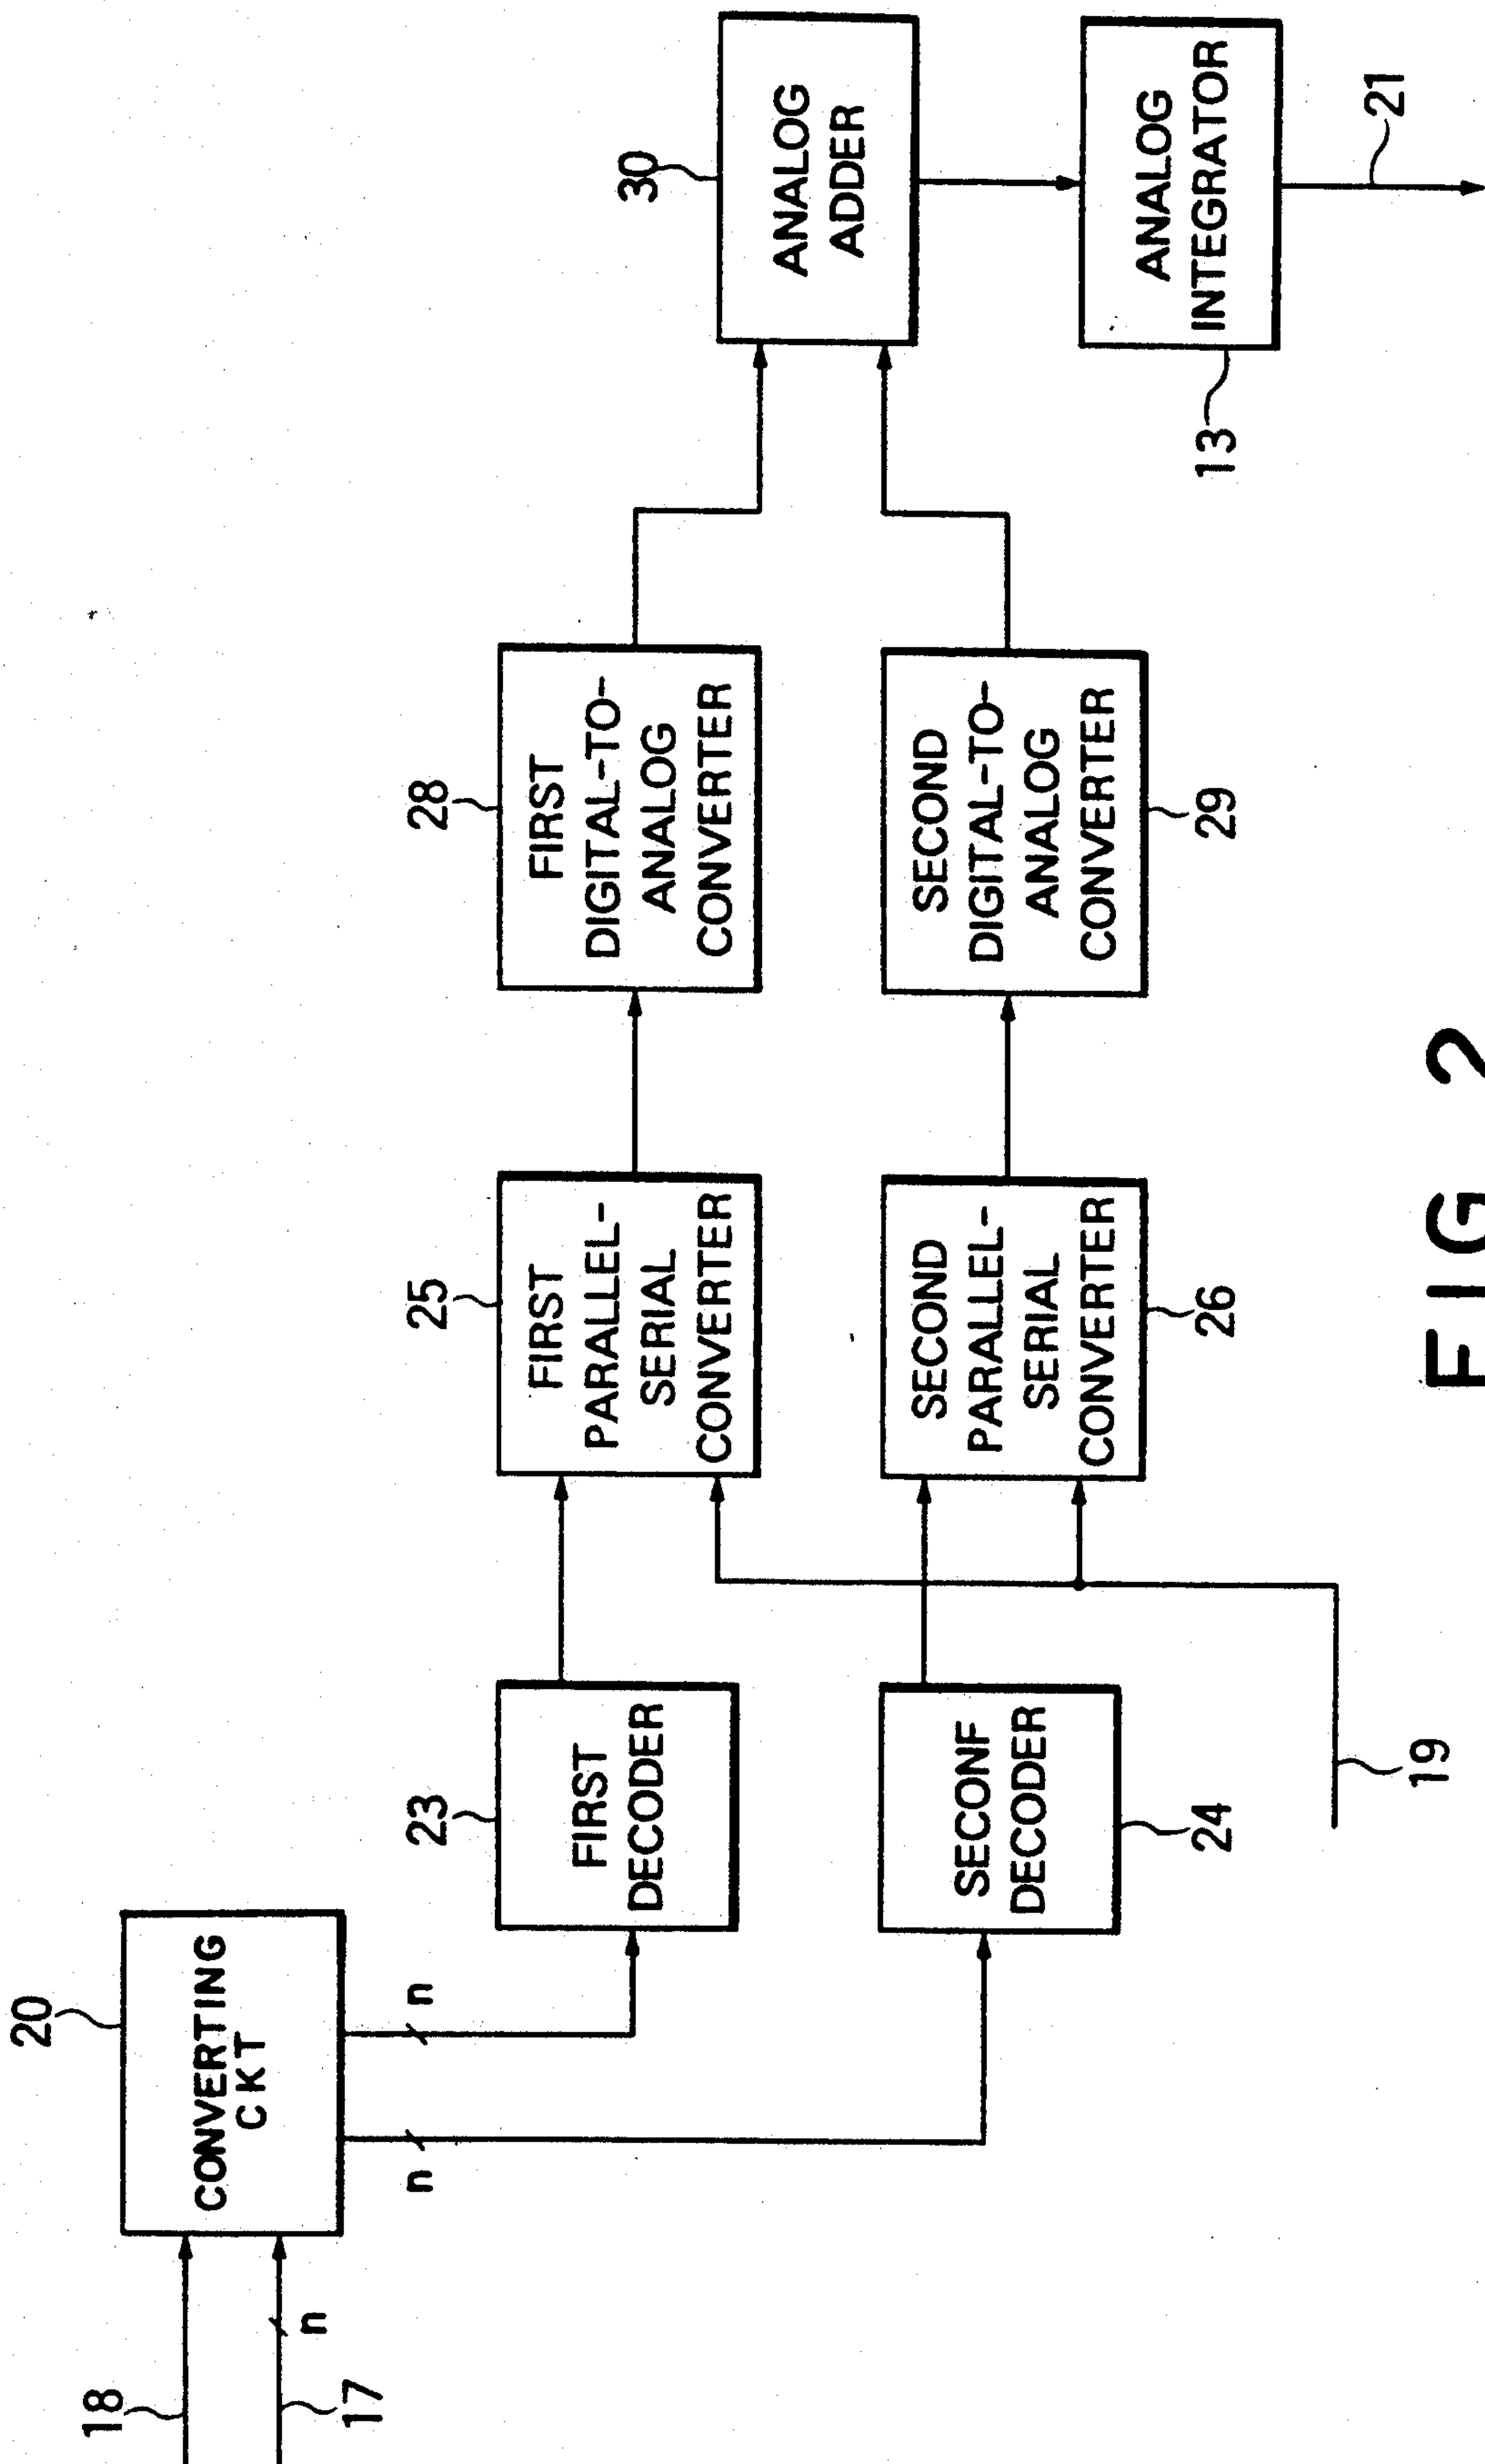 18
17
n
20
CONVERTING
CKT
n
n
23
FIRST
DECODER
SECONF
DECODER
24
19
25
FIRST
PARALLEL-
SERIAL
CONVERTER
SECOND
PARALLEL-
SERIAL
CONVERTER
26
28
FIRST
DIGITAL-TO-
ANALOG
CONVERTER
SECOND
DIGITAL-TO-
ANALOG
CONVERTER
29
30
ANALOG
ADDER
13
ANALOG
INTEGRATOR
21
FIG 2